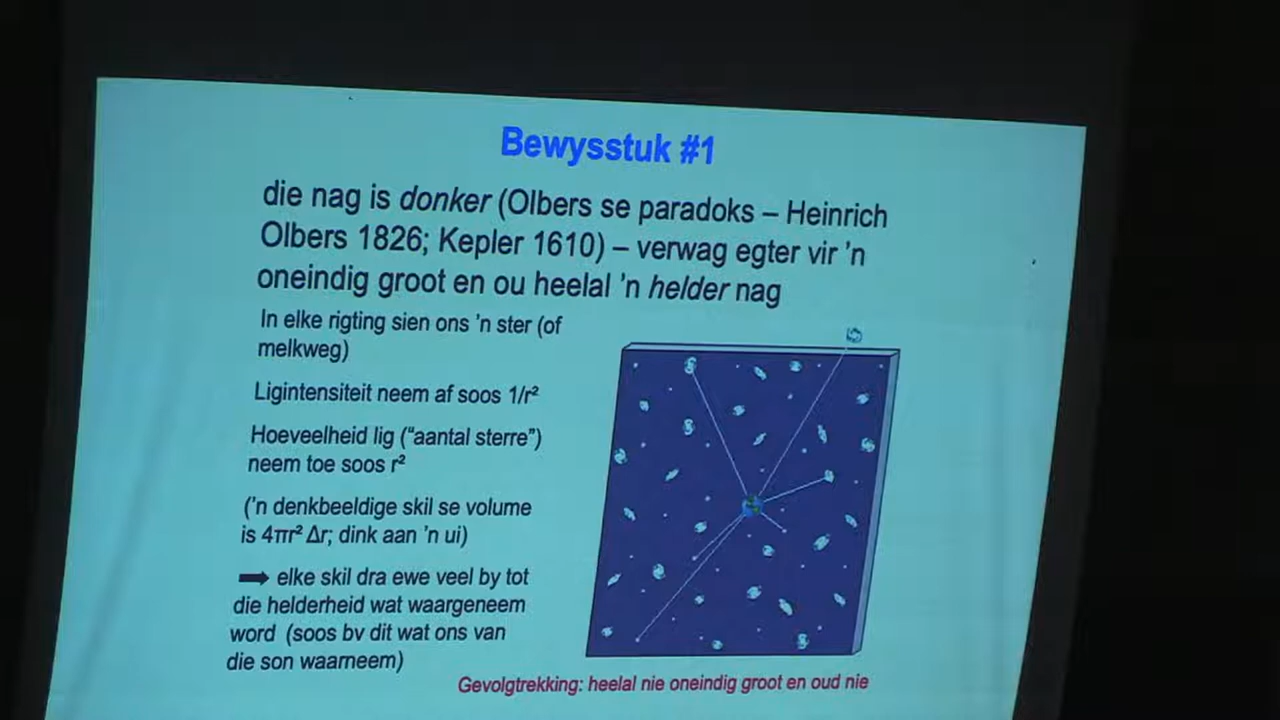 Bewysstuk #1
die nag is donker (Olbers se paradoks – Heinrich
Olbers 1826; Kepler 1610) – verwag egter vir ’n
oneindig groot en ou heelal ’n helder nag
In elke rigting sien ons ’n ster (of
melkweg)
Ligintensiteit neem af soos 1/r²
Hoeveelheid lig (“aantal sterre”)
neem toe soos r²
(’n denkbeeldige skil se volume
is 4πr² Δr; dink aan ’n ui)
➡ elke skil dra ewe veel by tot
die helderheid wat waargeneem
word (soos bv dit wat ons van
die son waarneem)
Gevolgtrekking: heelal nie oneindig groot en oud nie